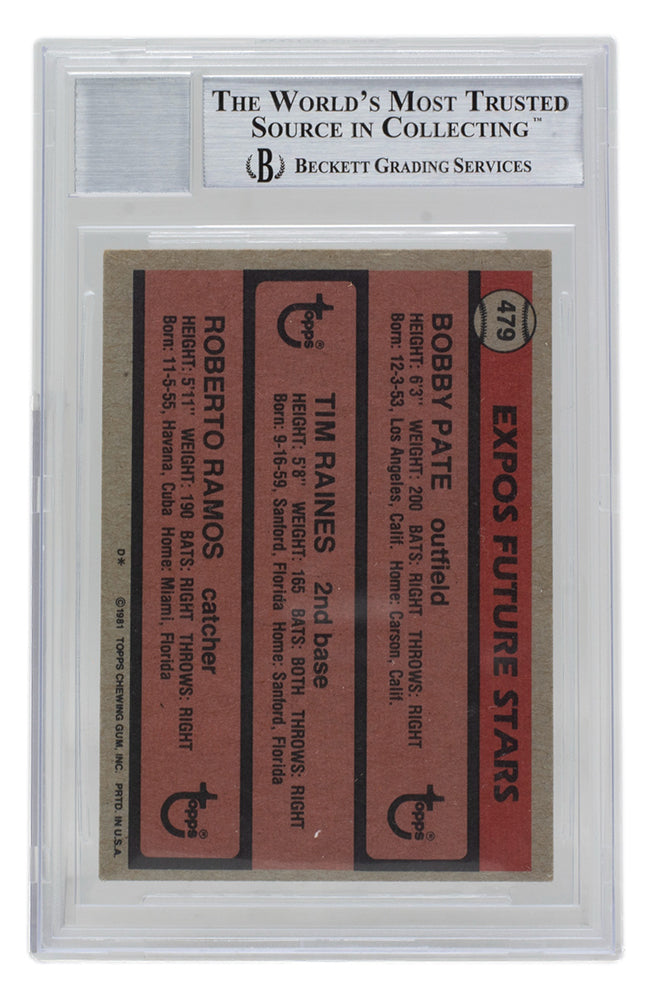 THE WORLD'S MOST TRUSTED
SOURCE IN COLLECTING™
B BECKETT GRADING SERVICES
479
EXPOS FUTURE STARS
BOBBY PATE outfield
HEIGHT: 6'3" WEIGHT: 200 BATS: RIGHT THROWS: RIGHT
Born: 12-3-53, Los Angeles, Calif. Home: Carson, Calif.
Topps®
Topps®
TIM RAINES 2nd base
HEIGHT: 5'8" WEIGHT: 165 BATS: BOTH THROWS: RIGHT
Born: 9-16-59, Sanford, Florida Home: Sanford, Florida
ROBERTO RAMOS catcher
HEIGHT: 5'11" WEIGHT: 190 BATS: RIGHT THROWS: RIGHT
Born: 11-5-55, Havana, Cuba Home: Miami, Florida
Topps®
D* ©1981 TOPPS CHEWING GUM, INC. PRTD. IN U.S.A.